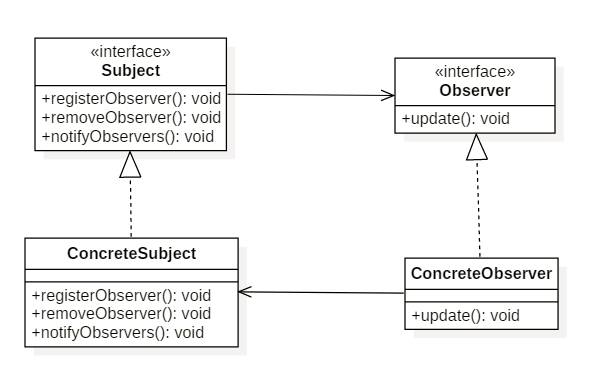 «interface»
Subject
+registerObserver(): void
+removeObserver(): void
+notifyObservers(): void
«interface»
Observer
+update(): void
ConcreteSubject
+registerObserver(): void
+removeObserver(): void
+notifyObservers(): void
ConcreteObserver
+update(): void